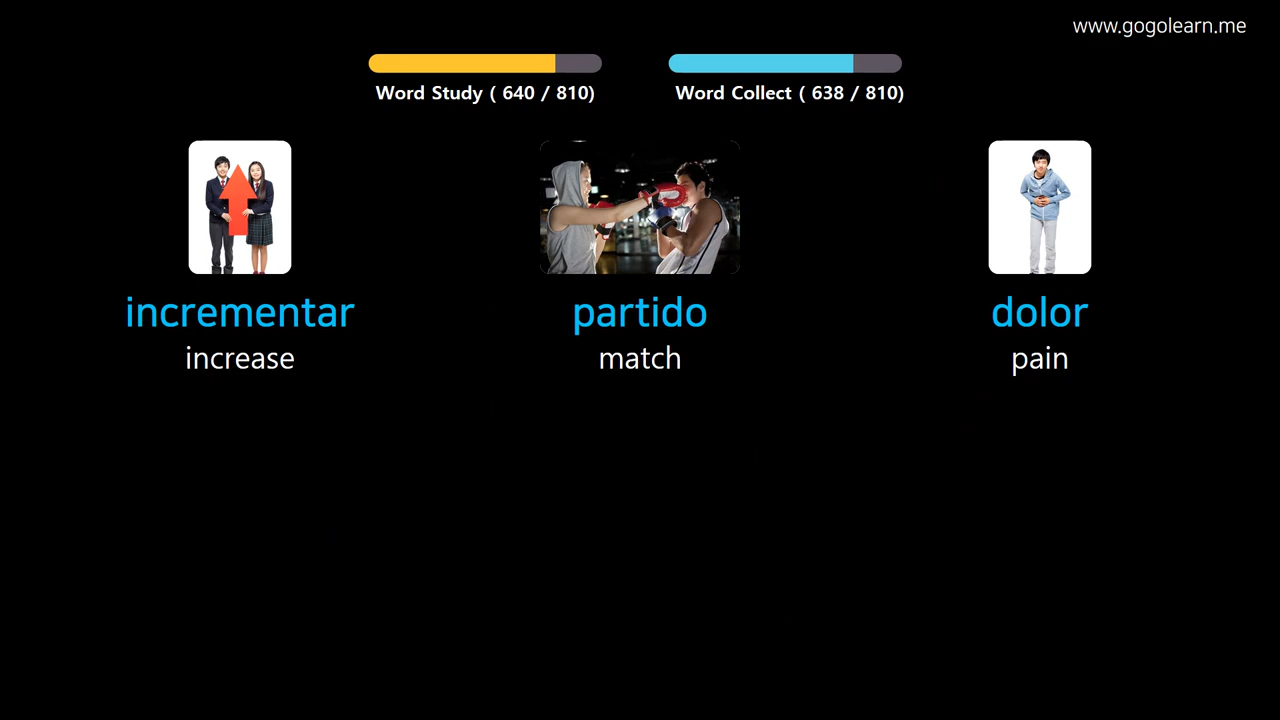 www.gogolearn.me
Word Study ( 640 / 810)
Word Collect ( 638 / 810)
incrementar
increase
partido
match
dolor
pain